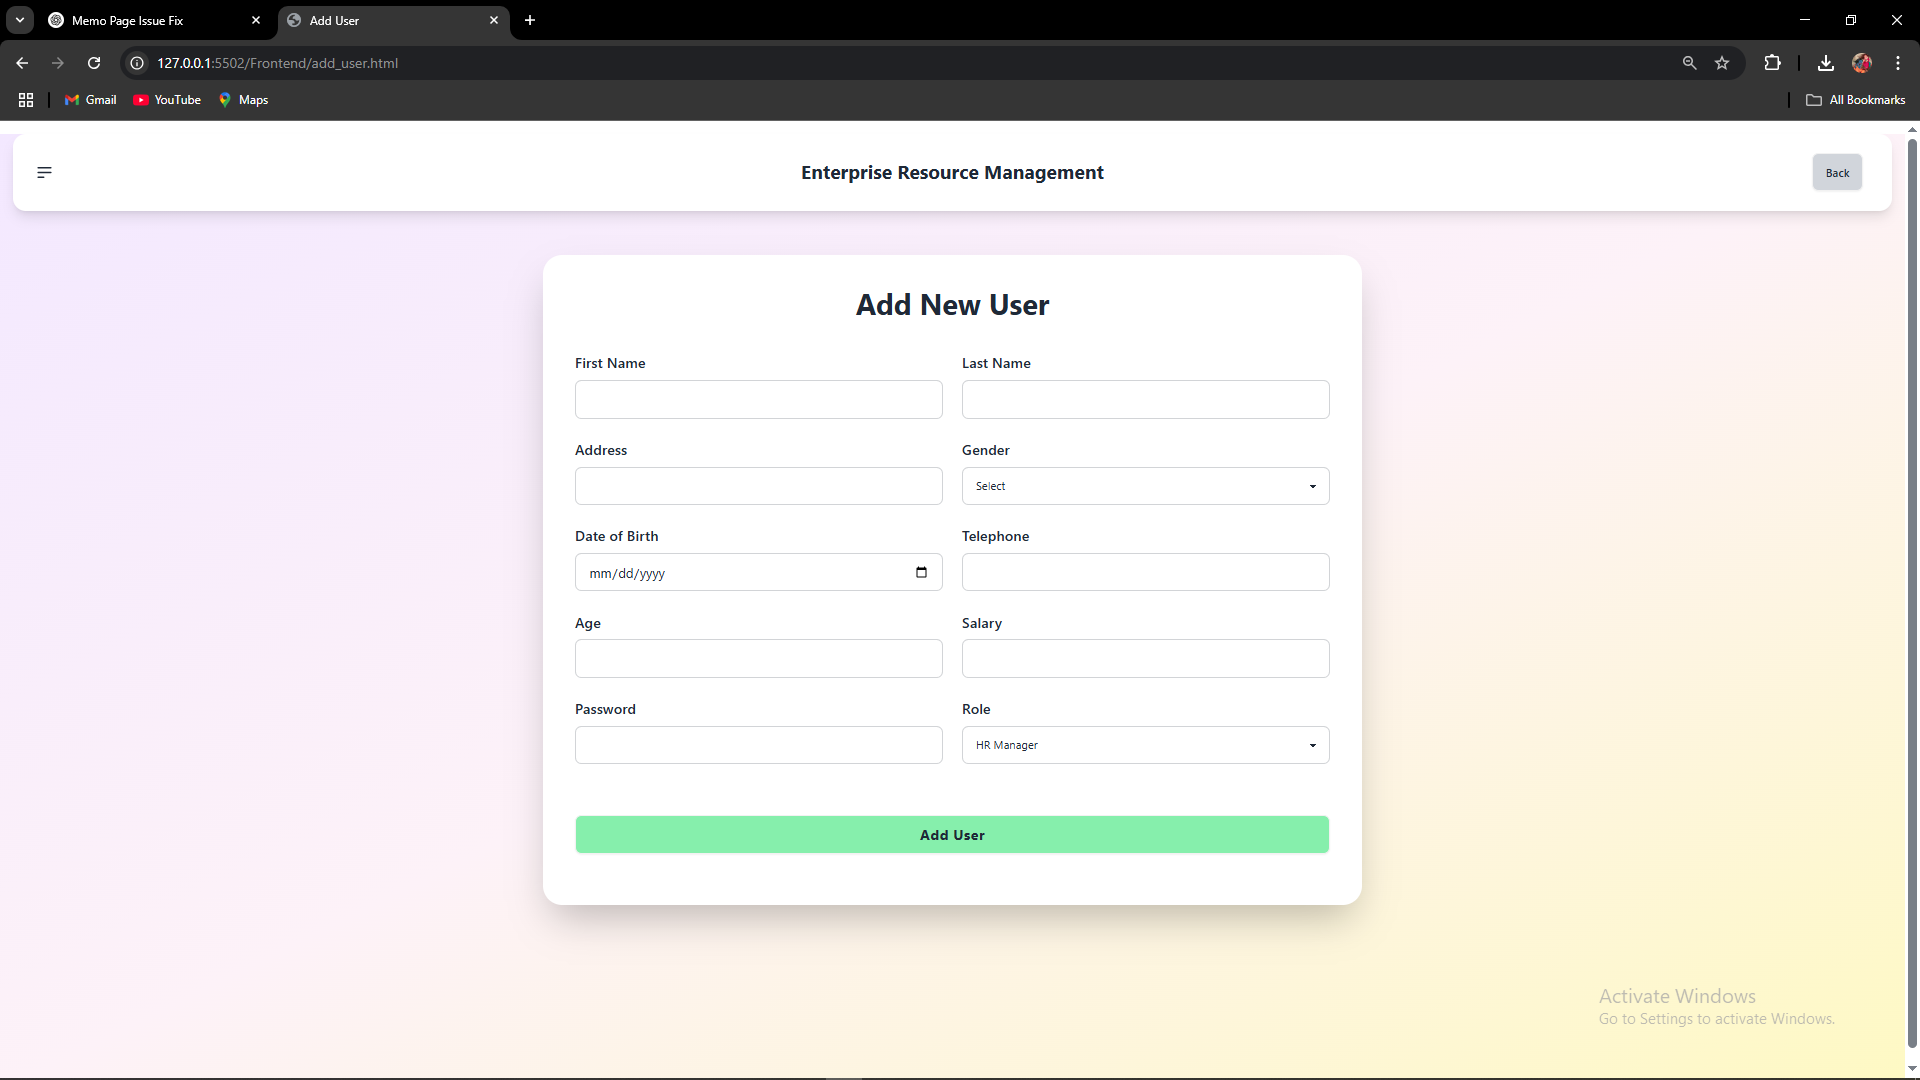 Memo Page Issue Fix
Add User
127.0.0.1:5502/Frontend/add_user.html
Gmail
YouTube
Maps
All Bookmarks
Enterprise Resource Management
Back
Add New User
First Name
Last Name
Address
Gender
Select
Date of Birth
Telephone
mm/dd/yyyy
Age
Salary
Password
Role
HR Manager
Add User
Activate Windows
Go to Settings to activate Windows.